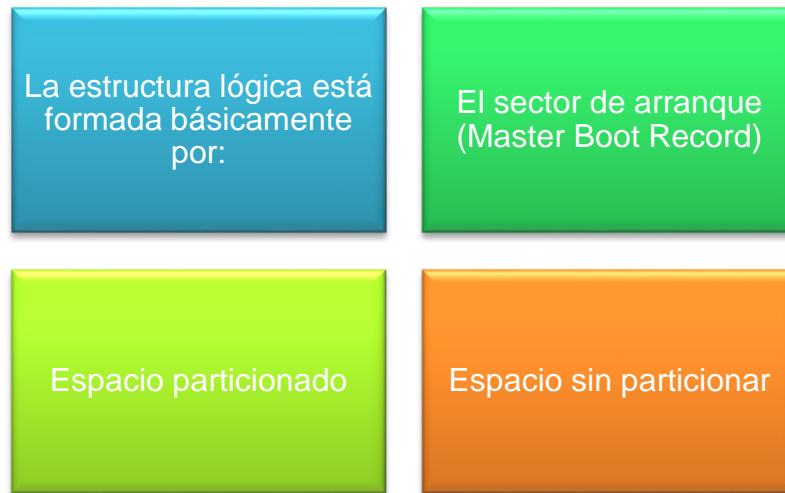 La estructura lógica está
formada básicamente
por:
El sector de arranque
(Master Boot Record)
Espacio particionado
Espacio sin particionar